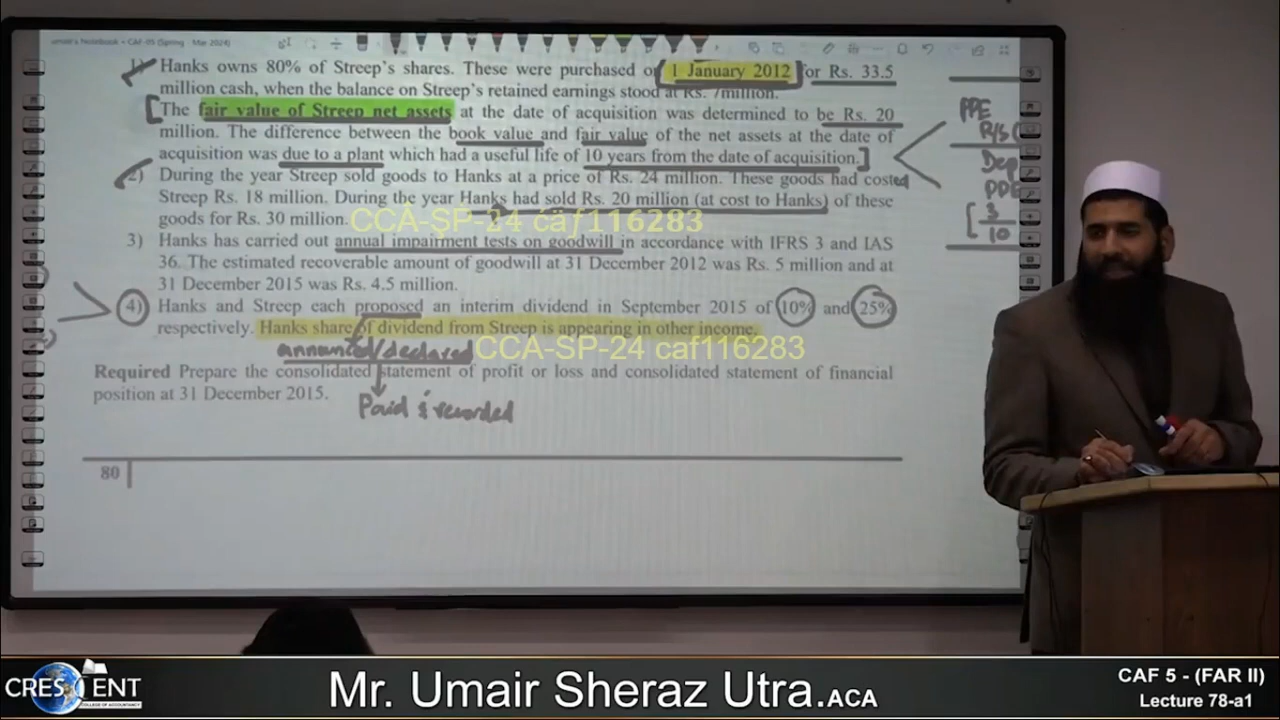 umair's Notebook • CAF-05 (Spring Mar 2024)
1) Hanks owns 80% of Streep's shares. These were purchased o[1 January 2012] for Rs. 33.5
million cash, when the balance on Streep's retained earnings stood at Rs. 7million.
[The fair value of Streep net assets at the date of acquisition was determined to be Rs. 20
million. The difference between the book value and fair value of the net assets at the date of
acquisition was due to a plant which had a useful life of 10 years from the date of acquisition.]
PPE
R/S
Dep
PPE
[3
10
2) During the year Streep sold goods to Hanks at a price of Rs. 24 million. These goods had costed
Streep Rs. 18 million. During the year Hanks had sold Rs. 20 million (at cost to Hanks) of these
goods for Rs. 30 million.
CCA-SP-24 caf116283
3) Hanks has carried out annual impairment tests on goodwill in accordance with IFRS 3 and IAS
36. The estimated recoverable amount of goodwill at 31 December 2012 was Rs. 5 million and at
31 December 2015 was Rs. 4.5 million.
4) Hanks and Streep each proposed an interim dividend in September 2015 of 10% and 25%
respectively. Hanks share of dividend from Streep is appearing in other income.
announced/declared
CCA-SP-24 caf116283
Required Prepare the consolidated statement of profit or loss and consolidated statement of financial
position at 31 December 2015.
Paid & recorded
80
CRESCENT
COLLEGE OF ACCOUNTANCY
Mr. Umair Sheraz Utra.ACA
CAF 5 - (FAR II)
Lecture 78-a1